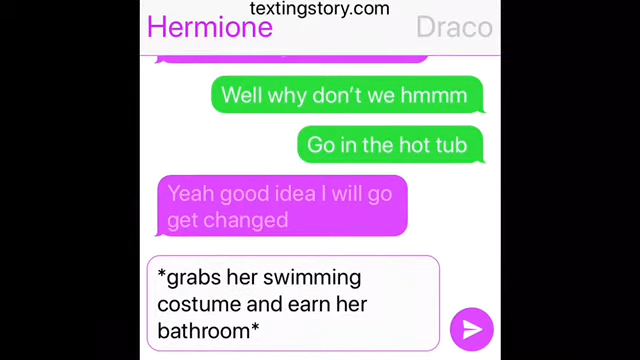 textingstory.com
Hermione Draco
Well why don't we hmmm
Go in the hot tub
Yeah good idea I will go
get changed
*grabs her swimming
costume and earn her
bathroom*